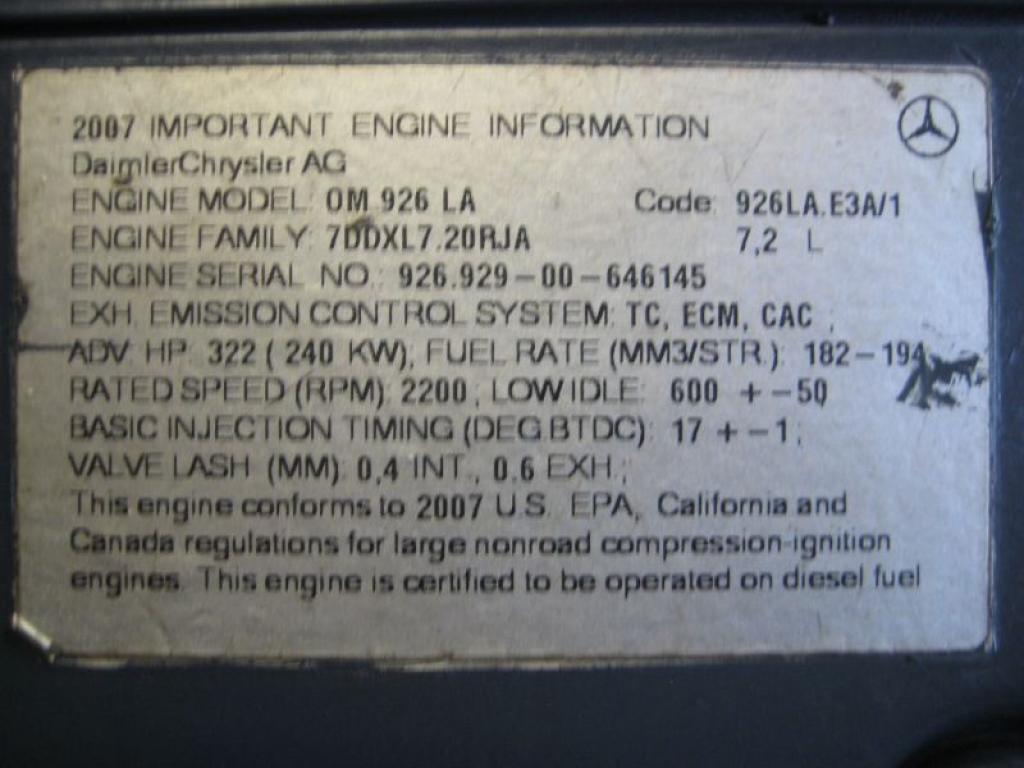 2007 IMPORTANT ENGINE INFORMATION
DaimlerChrysler AG
ENGINE MODEL: OM 926 LA Code: 926LA.E3A/1
ENGINE FAMILY: 7DDXL7.20RJA 7,2 L
ENGINE SERIAL NO.: 926.929-00-646145
EXH. EMISSION CONTROL SYSTEM: TC, ECM, CAC ;
ADV. HP: 322 ( 240 KW), FUEL RATE (MM3/STR.): 182-194
RATED SPEED (RPM): 2200 ; LOW IDLE: 600 +-50
BASIC INJECTION TIMING (DEG.BTDC): 17 +-1;
VALVE LASH (MM): 0,4 INT., 0.6 EXH.;
This engine conforms to 2007 U.S. EPA, California and
Canada regulations for large nonroad compression-ignition
engines. This engine is certified to be operated on diesel fuel